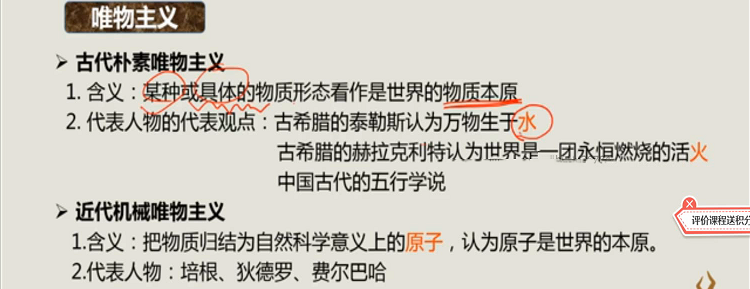 唯物主义
➤ 古代朴素唯物主义
1. 含义：某种或具体的物质形态看作是世界的物质本原
2. 代表人物的代表观点：古希腊的泰勒斯认为万物生于水
古希腊的赫拉克利特认为世界是一团永恒燃烧的活火
中国古代的五行学说
➤ 近代机械唯物主义
评价课程送积分
1.含义：把物质归结为自然科学意义上的原子，认为原子是世界的本原。
2.代表人物：培根、狄德罗、费尔巴哈